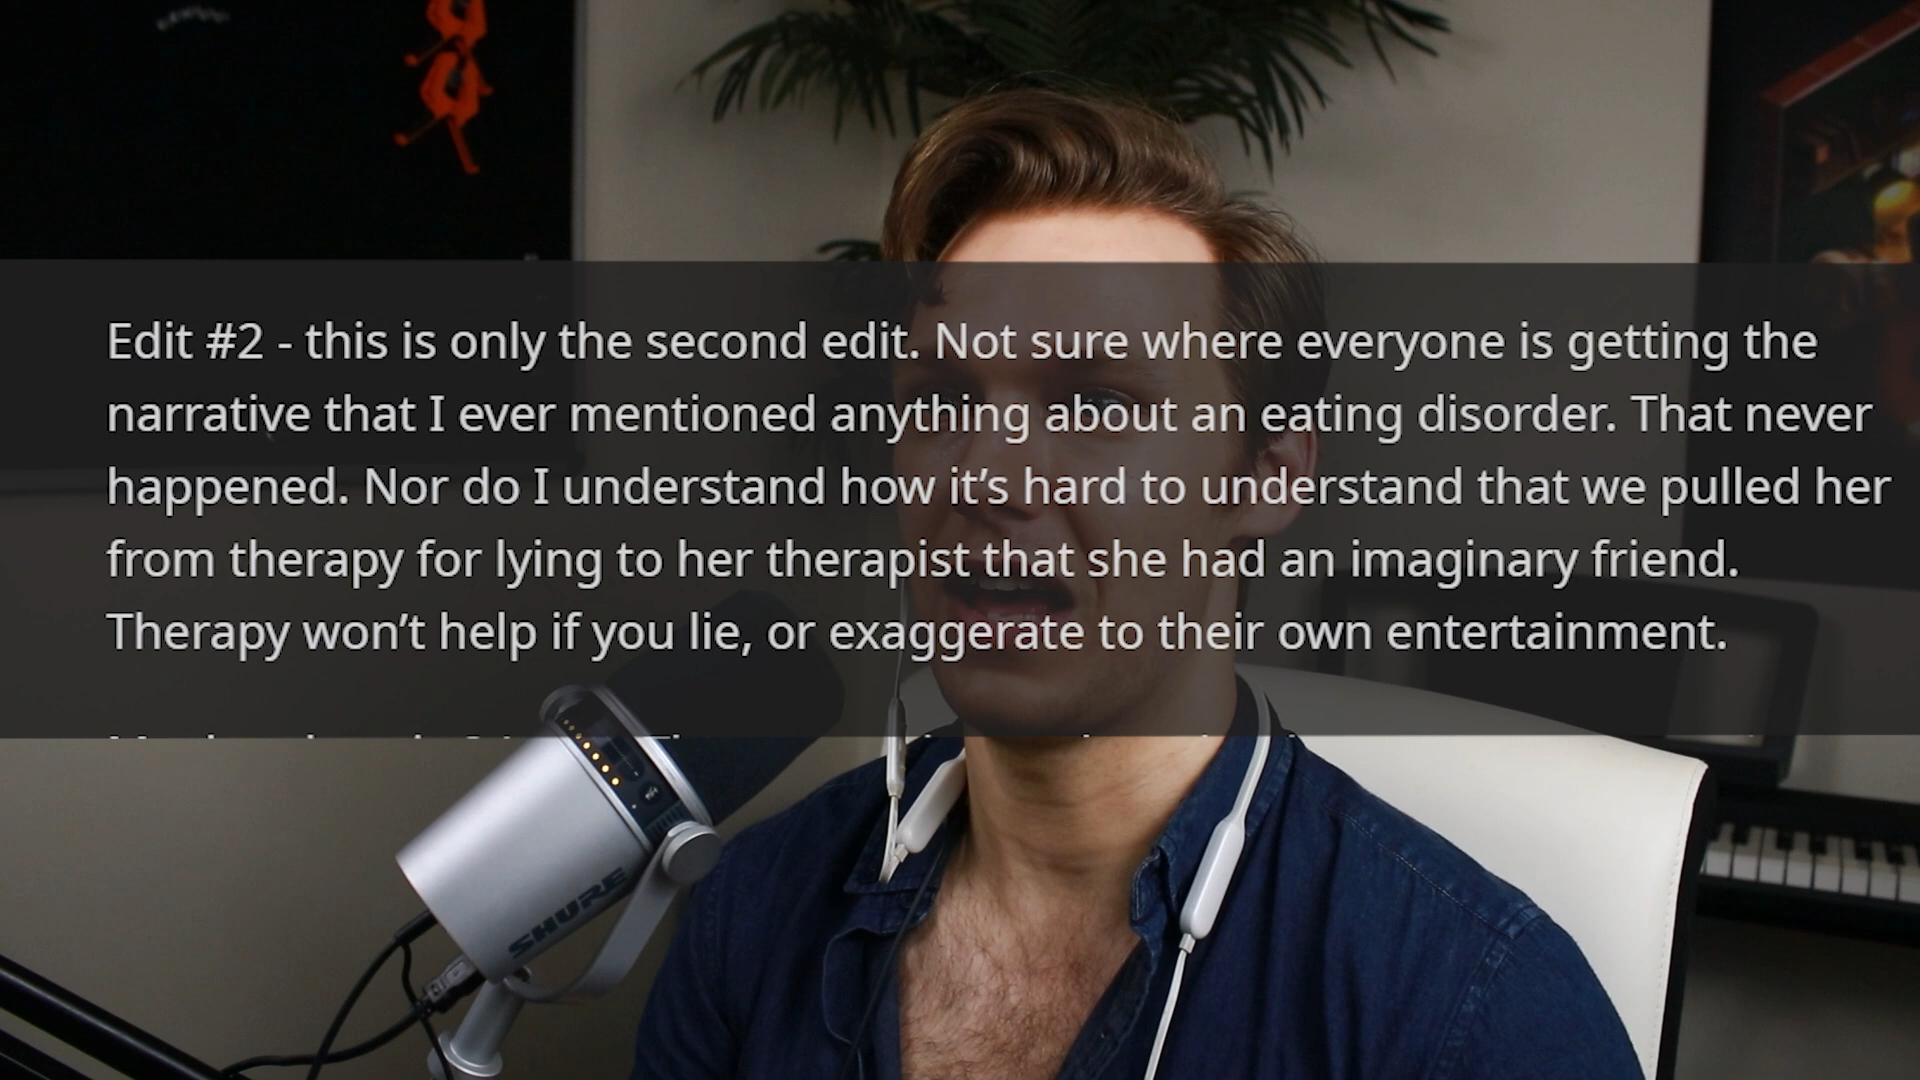 Edit #2 - this is only the second edit. Not sure where everyone is getting the
narrative that I ever mentioned anything about an eating disorder. That never
happened. Nor do I understand how it’s hard to understand that we pulled her
from therapy for lying to her therapist that she had an imaginary friend.
Therapy won’t help if you lie, or exaggerate to their own entertainment.
SHURE